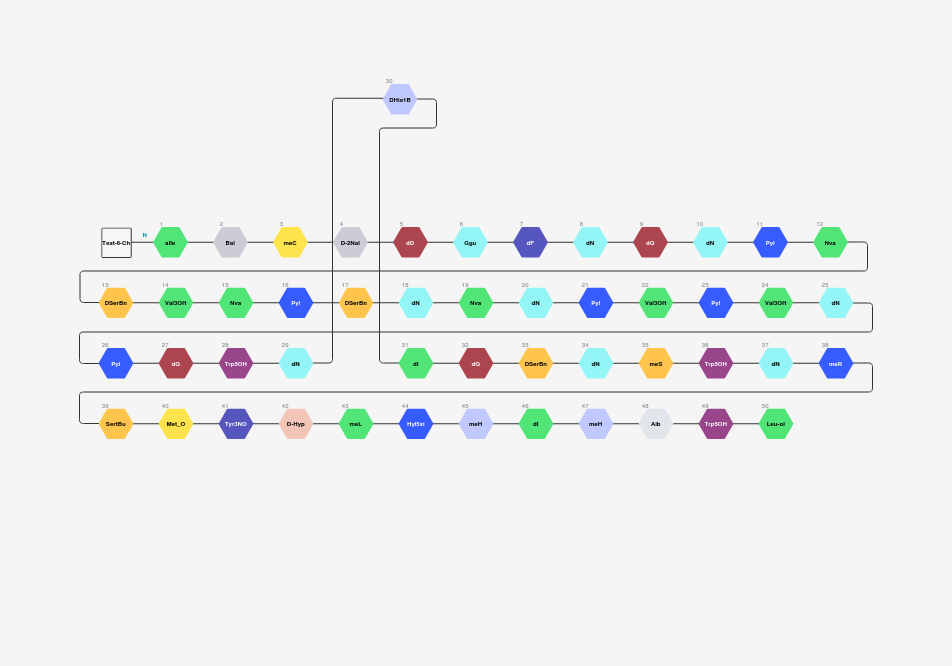 30
DHis1B
1 2 3 4 5 6 7 8 9 10 11 12
Test-6-Ch N aIle Bal meC D-2Nal dD Ggu dF dN dQ dN Pyl Nva
13 14 15 16 17 18 19 20 21 22 23 24 25
DSerBn Val3OH Nva Pyl DSerBn dN Nva dN Pyl Val3OH Pyl Val3OH dN
26 27 28 29 31 32 33 34 35 36 37 38
Pyl dQ Trp5OH dN dI dQ DSerBn dN meS Trp5OH dN meR
39 40 41 42 43 44 45 46 47 48 49 50
SertBu Met_O Tyr3NO D-Hyp meL Hyl5xi meH dI meH Aib Trp5OH Leu-ol